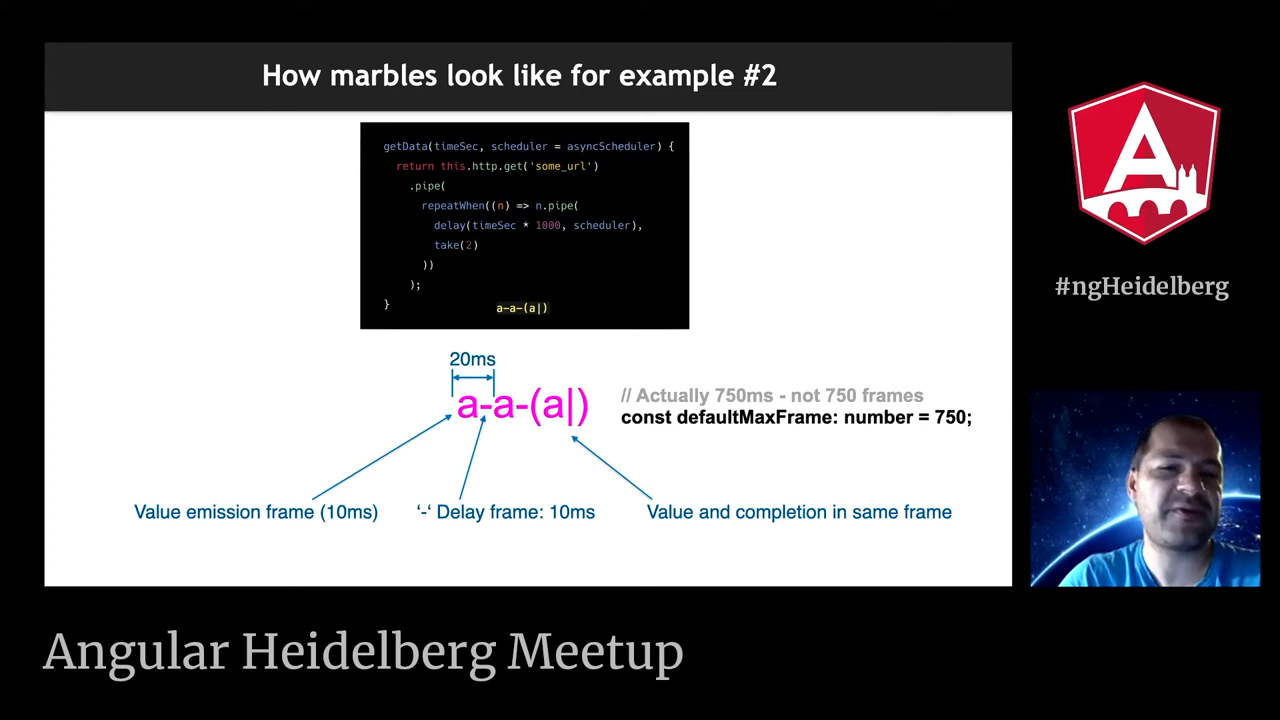 How marbles look like for example #2
getData(timeSec, scheduler = asyncScheduler) {
return this.http.get('some_url')
.pipe(
repeatWhen((n) => n.pipe(
delay(timeSec * 1000, scheduler),
take(2)
))
);
}
a-a-(a|)
20ms
a-a-(a|)
// Actually 750ms - not 750 frames
const defaultMaxFrame: number = 750;
Value emission frame (10ms)
‘-‘ Delay frame: 10ms
Value and completion in same frame
A
#ngHeidelberg
Angular Heidelberg Meetup